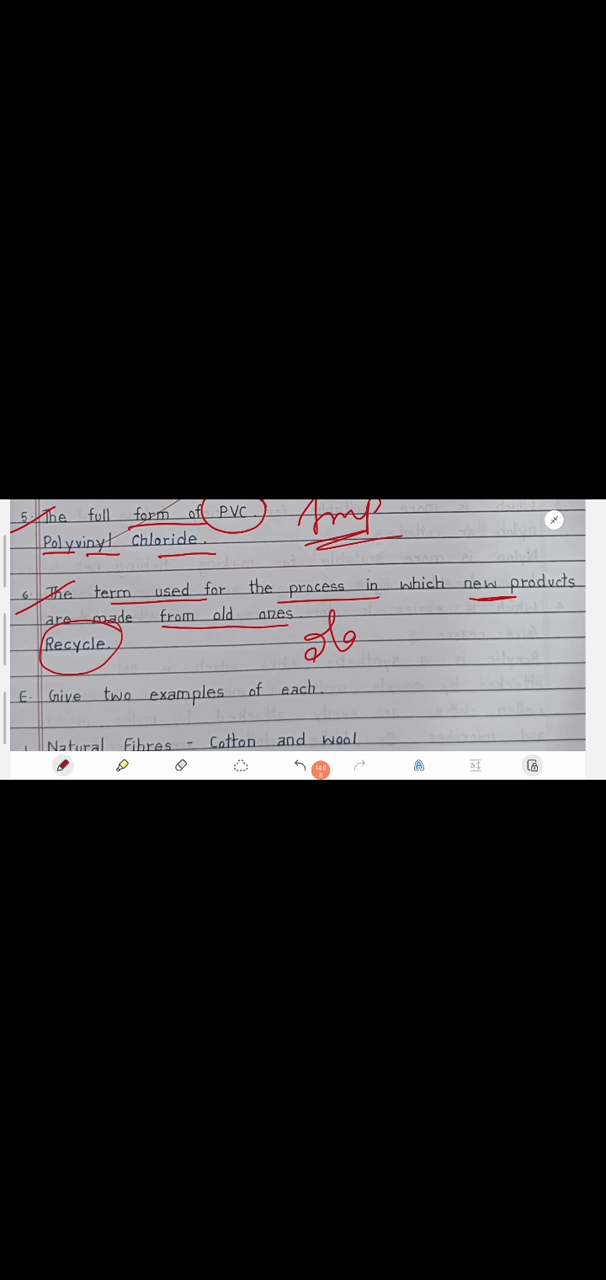 5. The full form of PVC.
Imp
Polyvinyl Chloride.
6. The term used for the process in which new products
are made from old ones.
Recycle.
E. Give two examples of each.
1. Natural Fibres - Cotton and wool